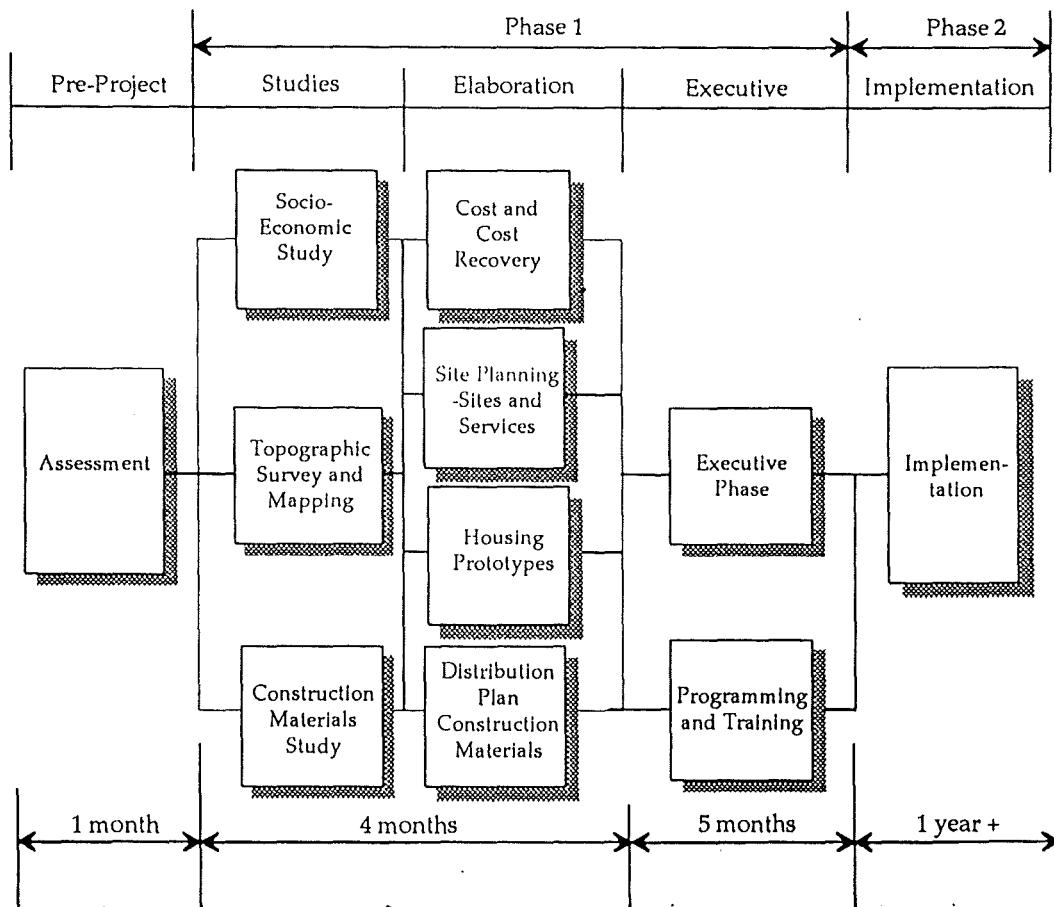 Phase 1
Phase 2
Pre-Project
Studies
Elaboration
Executive
Implementation
Assessment
Socio-
Economic
Study
Topographic
Survey and
Mapping
Construction
Materials
Study
Cost and
Cost
Recovery
Site Planning
-Sites and
Services
Housing
Prototypes
Distribution
Plan
Construction
Materials
Executive
Phase
Programming
and Training
Implemen-
tation
1 month
4 months
5 months
1 year +